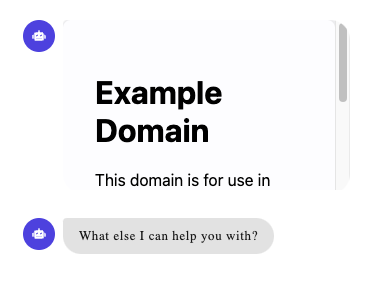 Example
Domain
This domain is for use in
What else I can help you with?